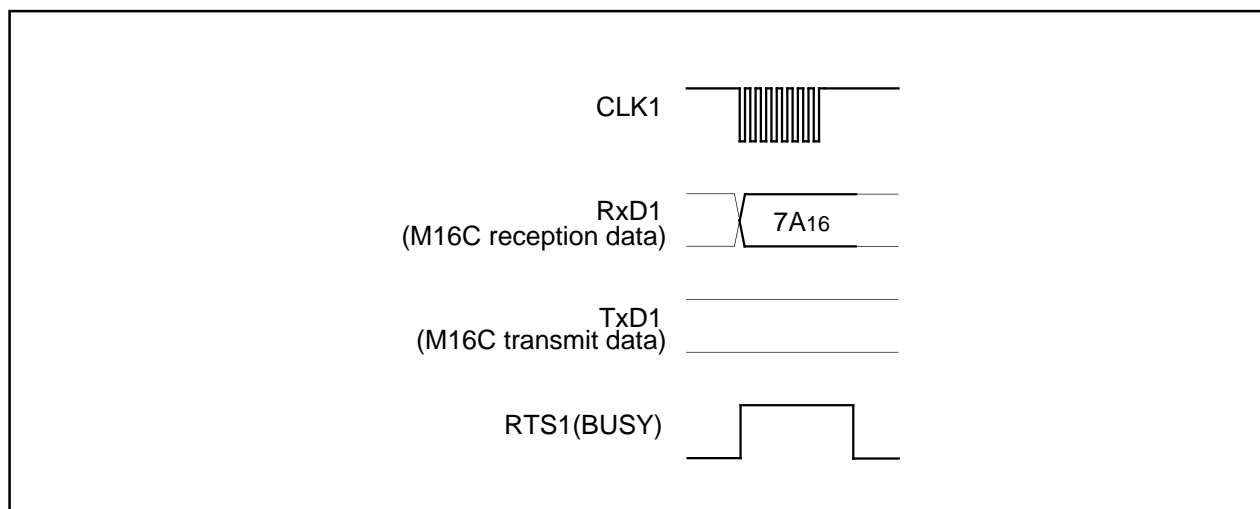 CLK1
RxD1
(M16C reception data)
7A16
TxD1
(M16C transmit data)
RTS1(BUSY)